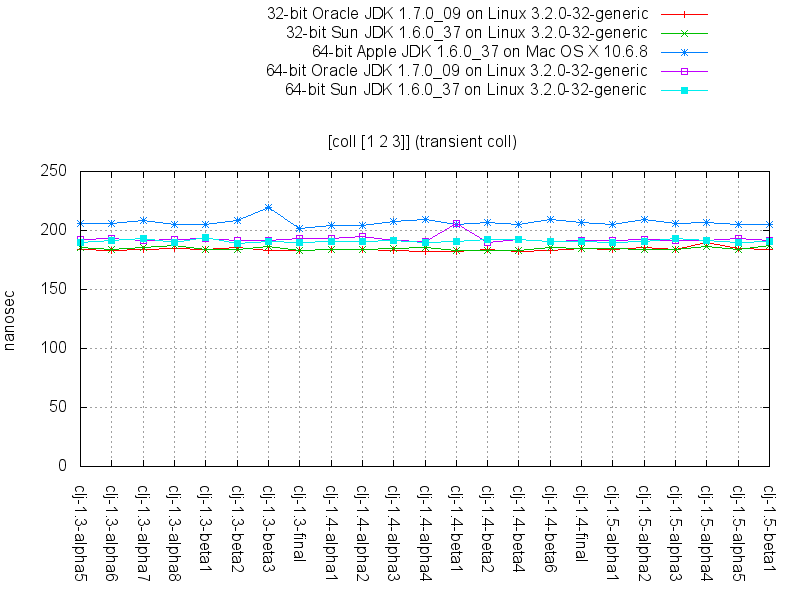 32-bit Oracle JDK 1.7.0_09 on Linux 3.2.0-32-generic
32-bit Sun JDK 1.6.0_37 on Linux 3.2.0-32-generic
64-bit Apple JDK 1.6.0_37 on Mac OS X 10.6.8
64-bit Oracle JDK 1.7.0_09 on Linux 3.2.0-32-generic
64-bit Sun JDK 1.6.0_37 on Linux 3.2.0-32-generic
[coll [1 2 3]] (transient coll)
nanosec
250
200
150
100
50
0
clj-1.3-alpha5
clj-1.3-alpha6
clj-1.3-alpha7
clj-1.3-alpha8
clj-1.3-beta1
clj-1.3-beta2
clj-1.3-beta3
clj-1.3-final
clj-1.4-alpha1
clj-1.4-alpha2
clj-1.4-alpha3
clj-1.4-alpha4
clj-1.4-beta1
clj-1.4-beta2
clj-1.4-beta4
clj-1.4-beta6
clj-1.4-final
clj-1.5-alpha1
clj-1.5-alpha2
clj-1.5-alpha3
clj-1.5-alpha4
clj-1.5-alpha5
clj-1.5-beta1